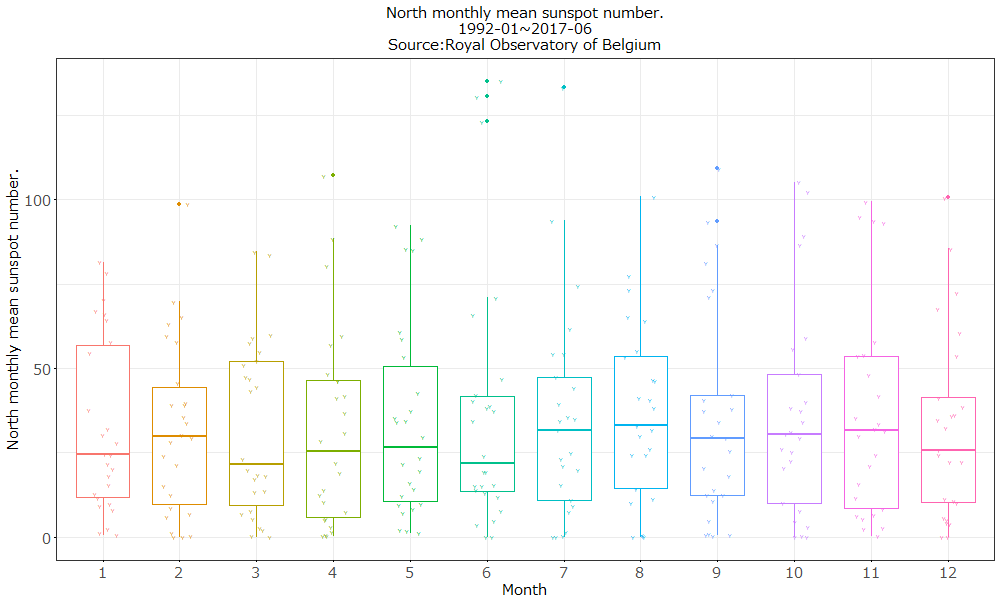 North monthly mean sunspot number.
1992-01~2017-06
Source:Royal Observatory of Belgium
North monthly mean sunspot number.
100
50
0
1 2 3 4 5 6 7 8 9 10 11 12
Month